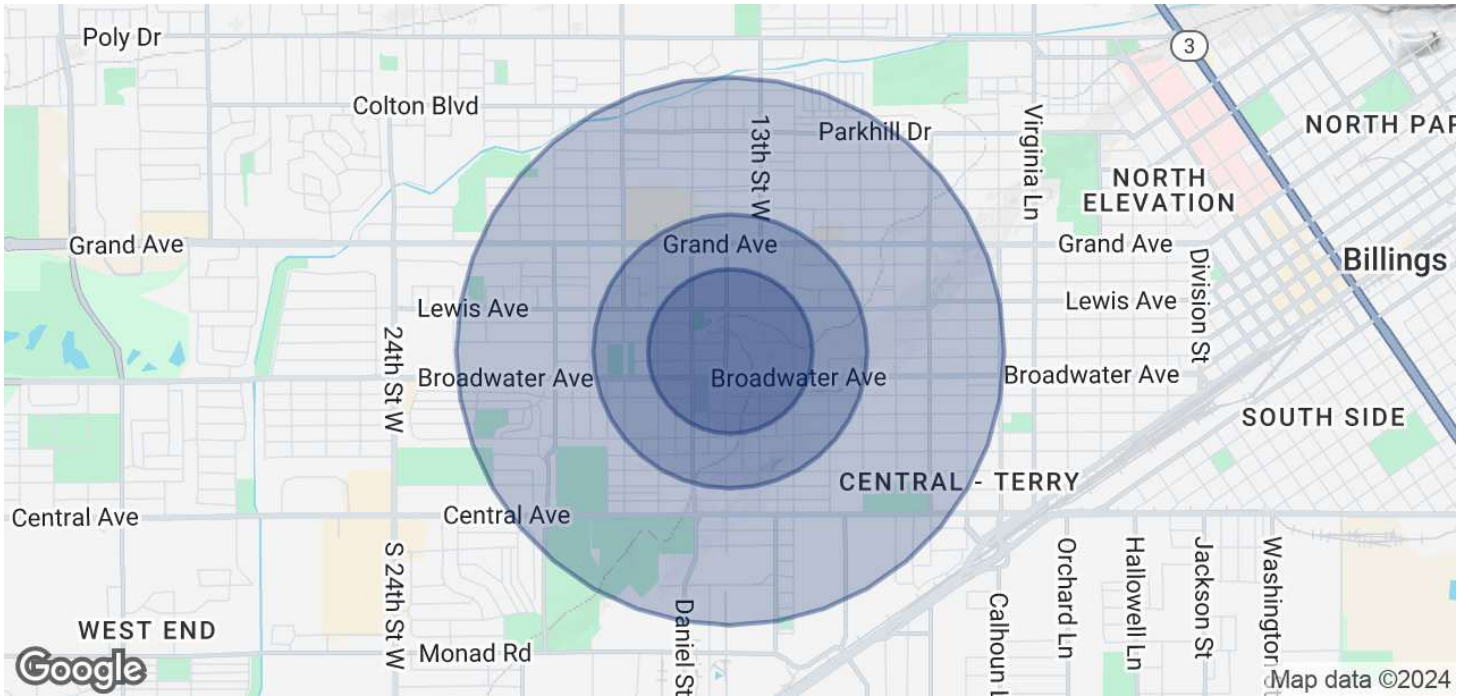 Poly Dr
3
Colton Blvd
13th St W
Parkhill Dr
Virginia Ln
NORTH PAR
NORTH
ELEVATION
Grand Ave
Grand Ave
Grand Ave
Division St
Billings
Lewis Ave
Lewis Ave
24th St W
Broadwater Ave
Broadwater Ave
Broadwater Ave
SOUTH SIDE
CENTRAL - TERRY
Central Ave
Central Ave
S 24th St W
Orchard Ln
Hallowell Ln
Jackson St
Washington
Daniel St
Calhoun L
WEST END
Monad Rd
Google
Map data ©2024